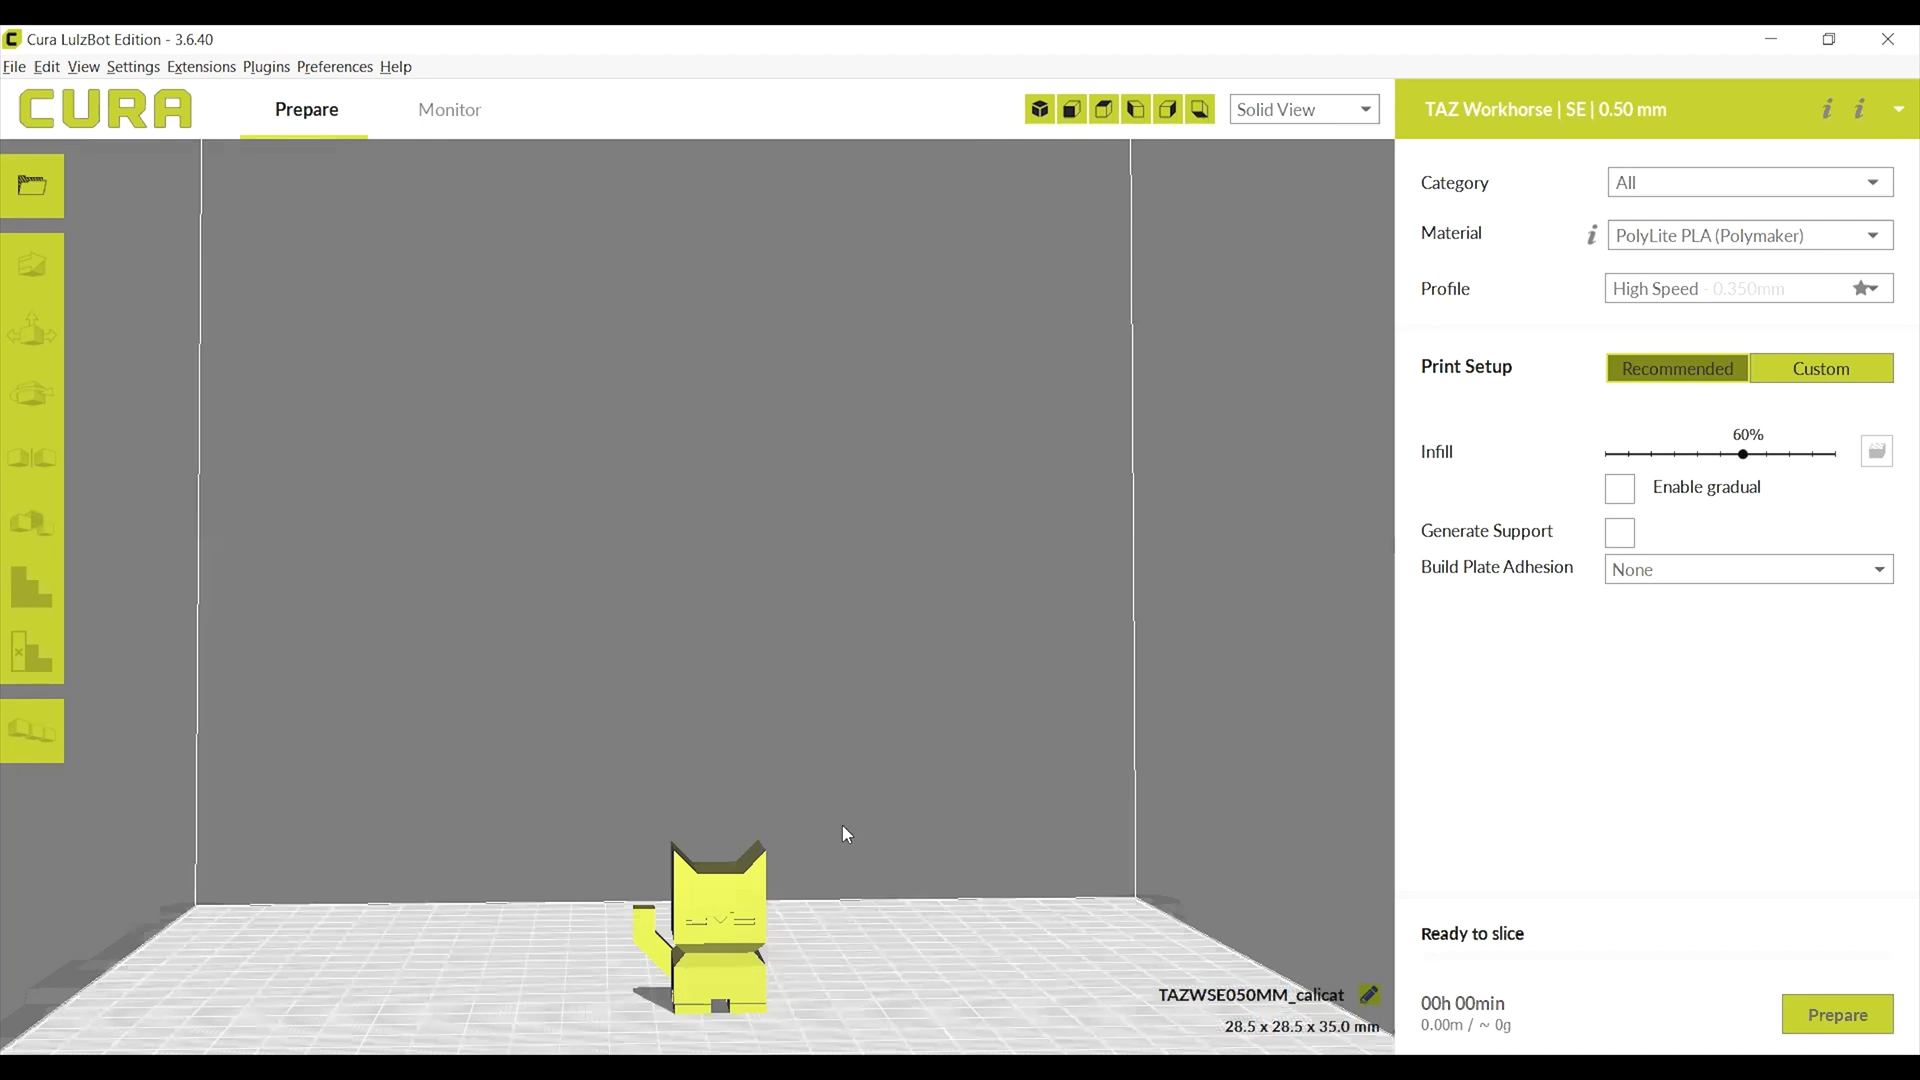 Cura LulzBot Edition - 3.6.40
File Edit View Settings Extensions Plugins Preferences Help
CURA
Prepare
Monitor
Solid View
TAZ Workhorse | SE | 0.50 mm
Category
All
Material
PolyLite PLA (Polymaker)
Profile
High Speed - 0.350mm
Print Setup
Recommended
Custom
60%
Infill
Enable gradual
Generate Support
Build Plate Adhesion
None
TAZWSE050MM_calicat
28.5 x 28.5 x 35.0 mm
Ready to slice
00h 00min
0.00m / ~ 0g
Prepare